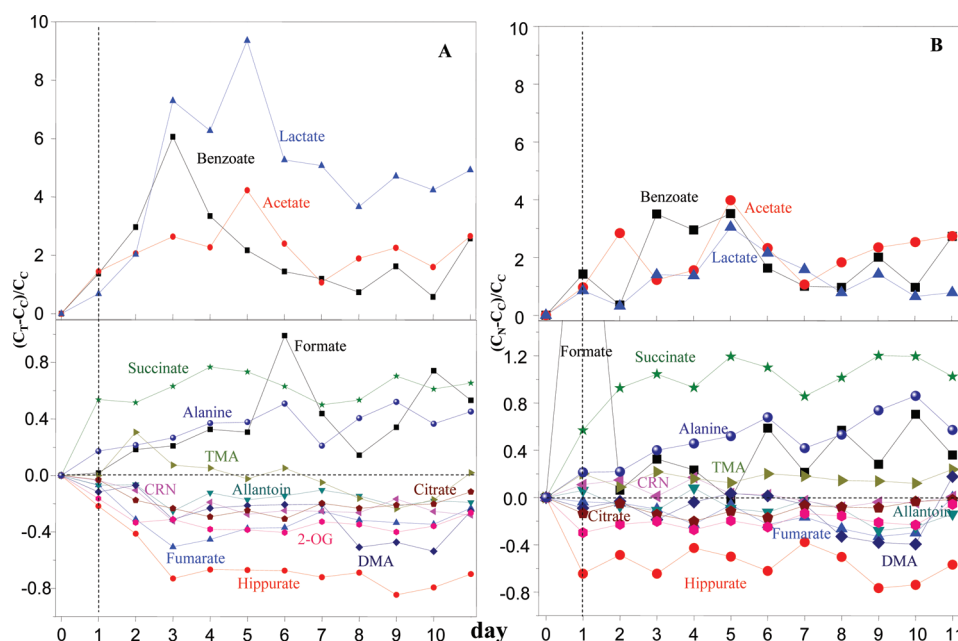 A
(C_T-C_C)/C_C
10
8
6
4
2
0
Lactate
Benzoate
Acetate
0.8
0.4
0.0
-0.4
-0.8
Formate
Succinate
Alanine
TMA
CRN
Allantoin
Citrate
2-OG
Fumarate
DMA
Hippurate
0 1 2 3 4 5 6 7 8 9 10
day
B
(C_N-C_C)/C_C
10
8
6
4
2
0
Benzoate
Acetate
Lactate
1.2
0.8
0.4
0.0
-0.4
-0.8
Formate
Succinate
Alanine
CRN
TMA
Citrate
Allantoin
Fumarate
DMA
Hippurate
0 1 2 3 4 5 6 7 8 9 10 11